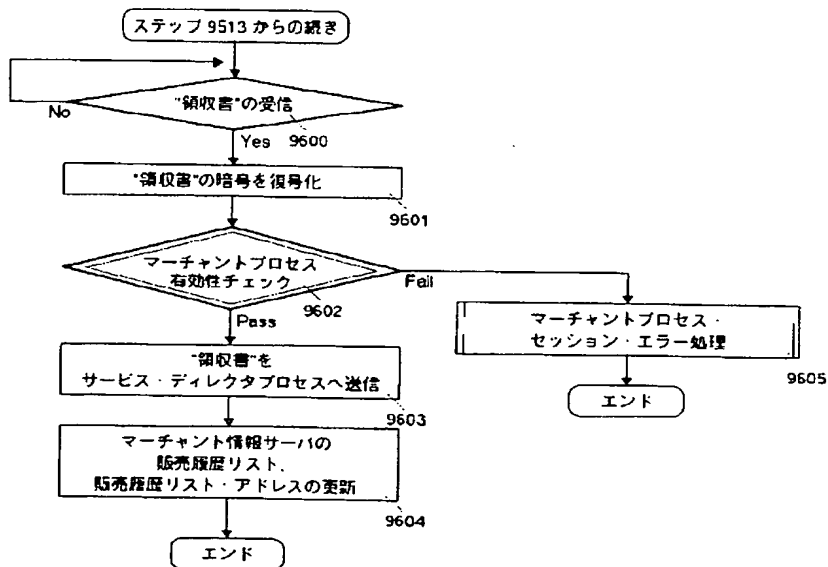 ステップ 9513 からの続き
"領収書"の受信
No
9600
Yes
"領収書"の暗号を復号化
9601
マーチャントプロセス
有効性チェック
9602
Fail
Pass
マーチャントプロセス・
セッション・エラー処理
9605
エンド
"領収書"を
サービス・ディレクタプロセスへ送信
9603
マーチャント情報サーバの
販売履歴リスト、
販売履歴リスト・アドレスの更新
9604
エンド